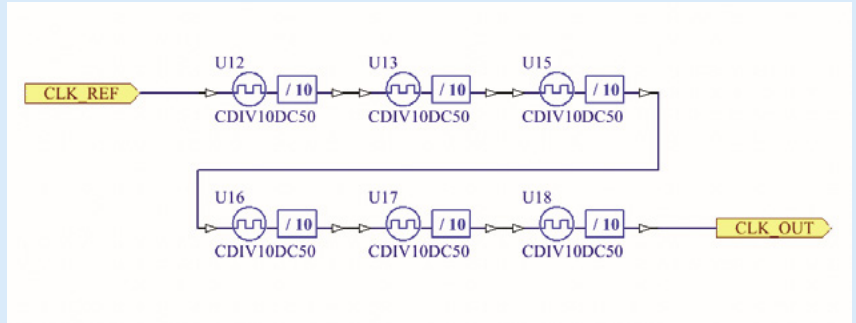 U12 U13 U15
CLK_REF / 10 / 10 / 10
CDIV10DC50 CDIV10DC50 CDIV10DC50
U16 U17 U18
/ 10 / 10 / 10 CLK_OUT
CDIV10DC50 CDIV10DC50 CDIV10DC50